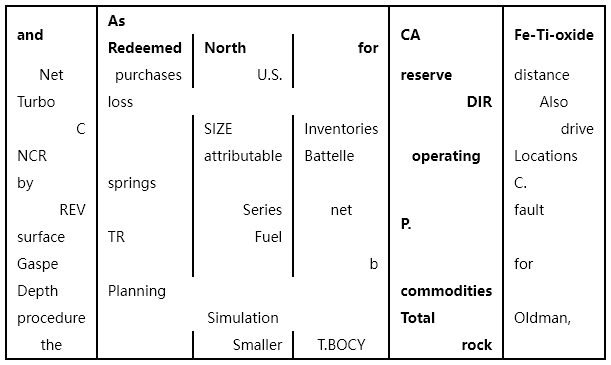 and As CA Fe-Ti-oxide
Redeemed North for
Net purchases U.S. reserve distance
Turbo loss DIR Also
C SIZE Inventories drive
NCR attributable Battelle operating Locations
by springs C.
REV Series net P. fault
surface TR Fuel
Gaspe b for
Depth Planning commodities
procedure Simulation Total Oldman,
the Smaller T.BOCY rock